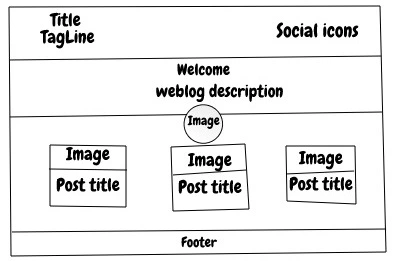 Title
TagLine
Social icons
Welcome
weblog description
Image
Image
Post title
Image
Post title
Image
Post title
Footer